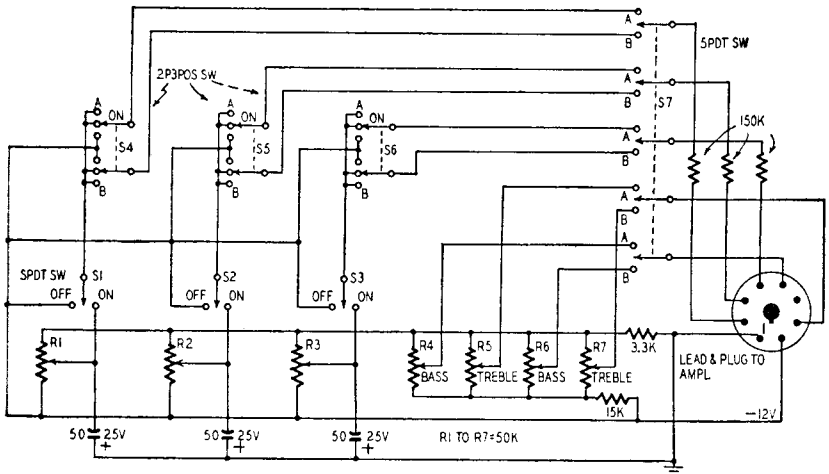 A
B
5PDT SW
2P3POS SW
A
B
A
ON
S4
B
A
ON
S5
B
A
ON
S6
B
S7
A
B
150K
A
B
A
B
SPDT SW
S1
OFF
ON
S2
OFF
ON
S3
OFF
ON
R1
R2
R3
R4
BASS
R5
TREBLE
R6
BASS
R7
TREBLE
3.3K
15K
LEAD & PLUG TO
AMPL
—12V
50
25V
+
50
25V
+
50
25V
+
R1 TO R7=50K